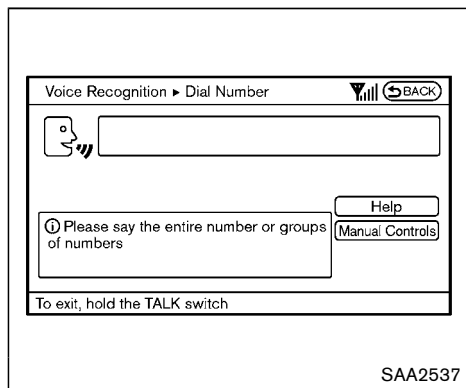 Voice Recognition ▸ Dial Number
BACK
Help
Manual Controls
Please say the entire number or groups
of numbers
To exit, hold the TALK switch
SAA2537